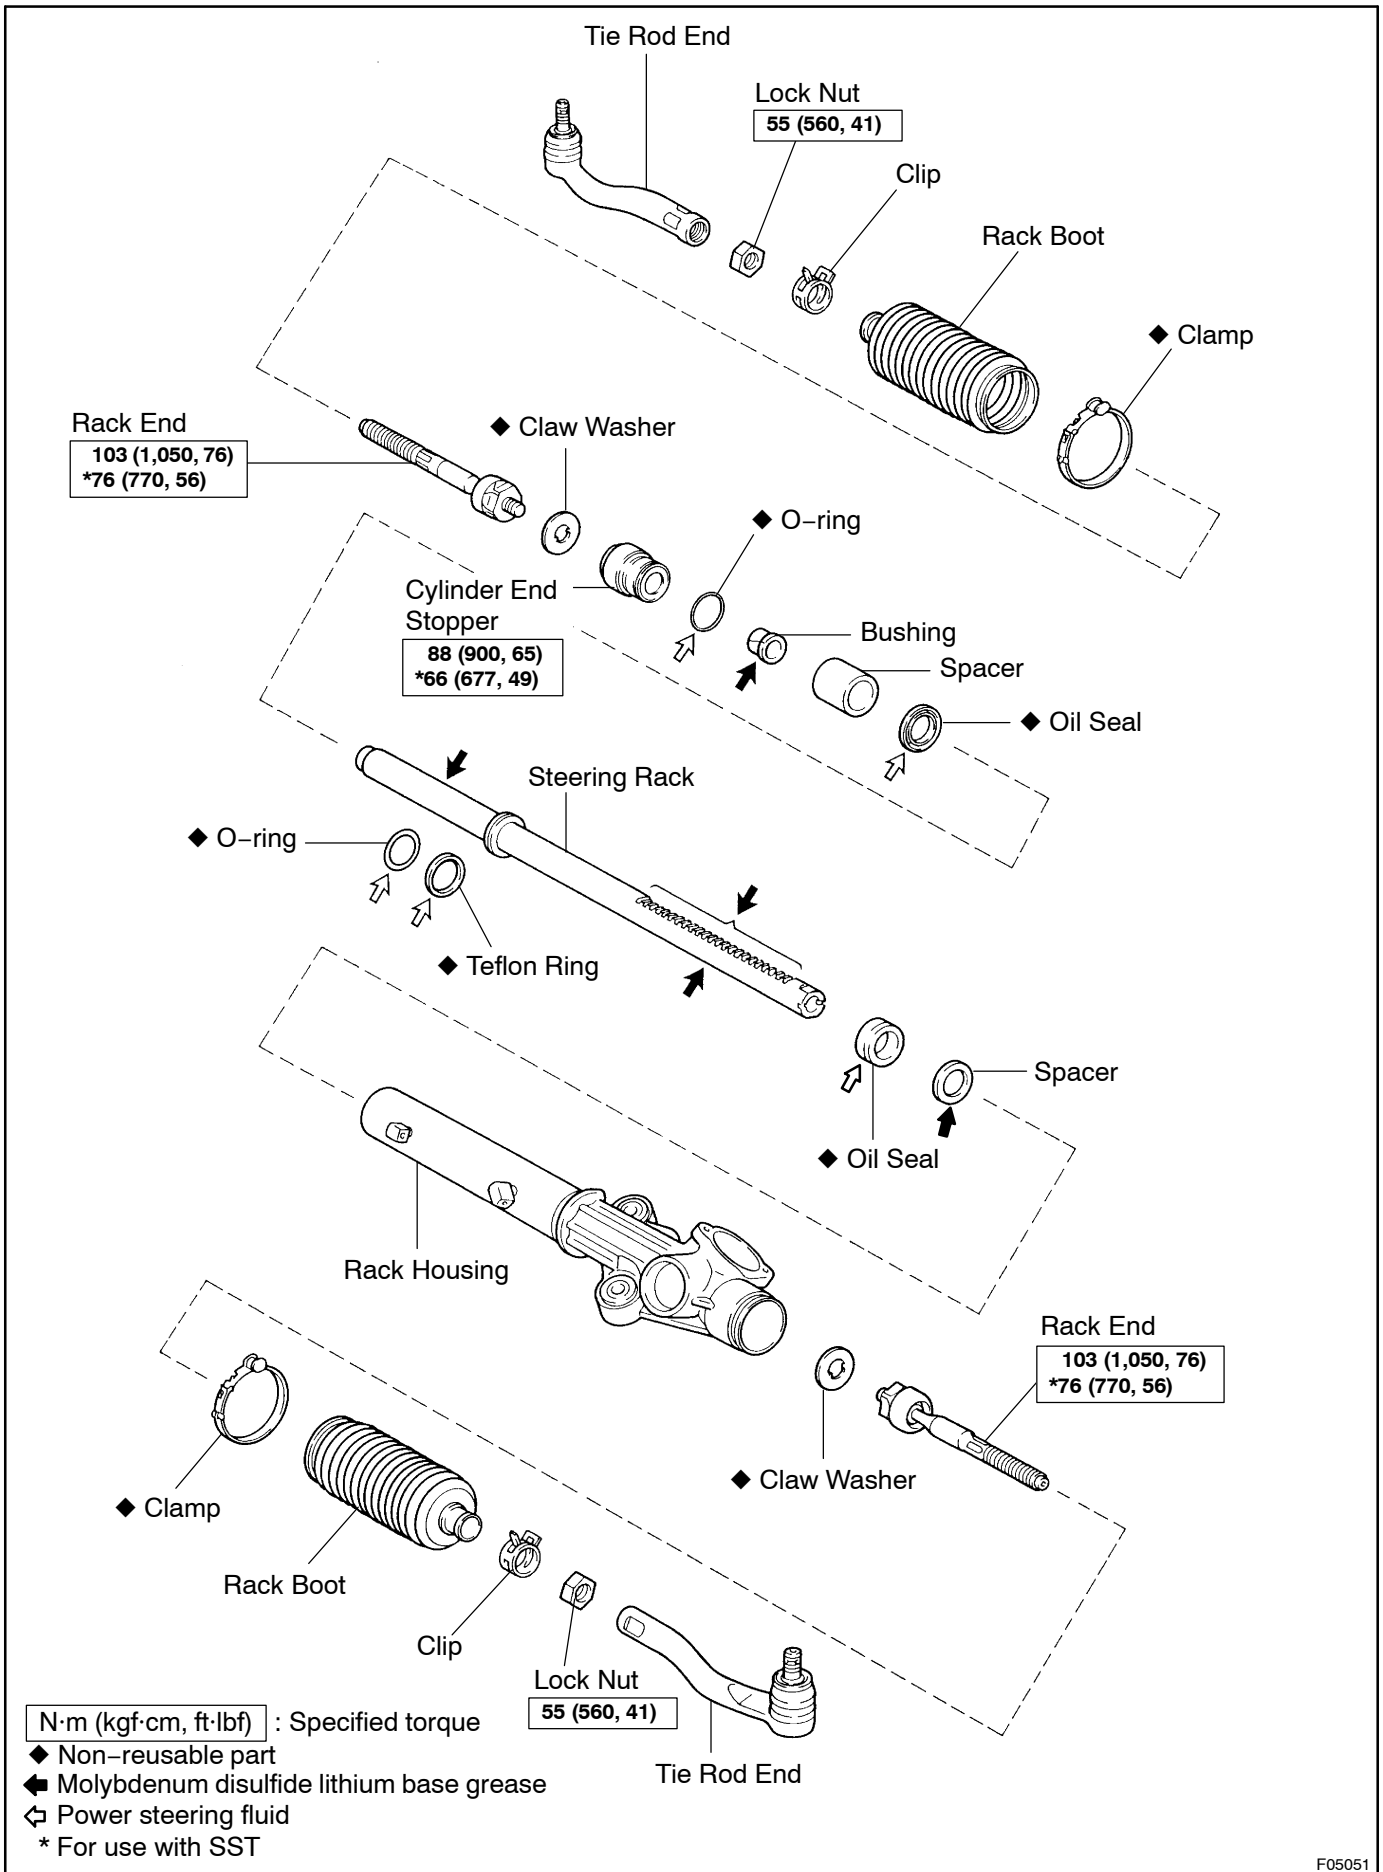 Tie Rod End
Lock Nut
55 (560, 41)
Clip
Rack Boot
◆ Clamp
Rack End
103 (1,050, 76)
*76 (770, 56)
◆ Claw Washer
◆ O−ring
Cylinder End
Stopper
88 (900, 65)
*66 (677, 49)
Bushing
Spacer
◆ Oil Seal
Steering Rack
◆ O−ring
◆ Teflon Ring
Spacer
◆ Oil Seal
Rack Housing
Rack End
103 (1,050, 76)
*76 (770, 56)
◆ Claw Washer
◆ Clamp
Rack Boot
Clip
Lock Nut
55 (560, 41)
Tie Rod End
N·m (kgf·cm, ft·lbf) : Specified torque
◆ Non−reusable part
Molybdenum disulfide lithium base grease
Power steering fluid
* For use with SST
F05051